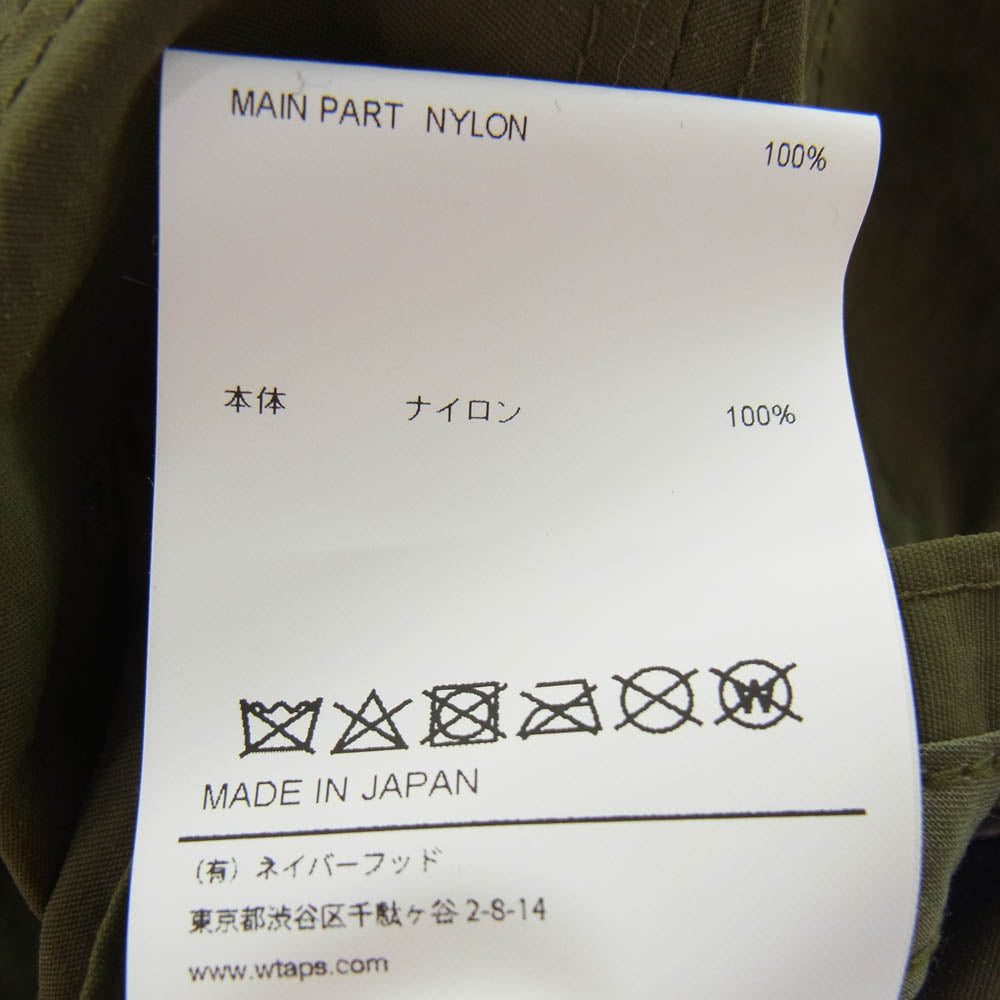 MAIN PART NYLON 100%
本体 ナイロン 100%
W
MADE IN JAPAN
（有）ネイバーフッド
東京都渋谷区千駄ヶ谷 2-8-14
www.wtaps.com